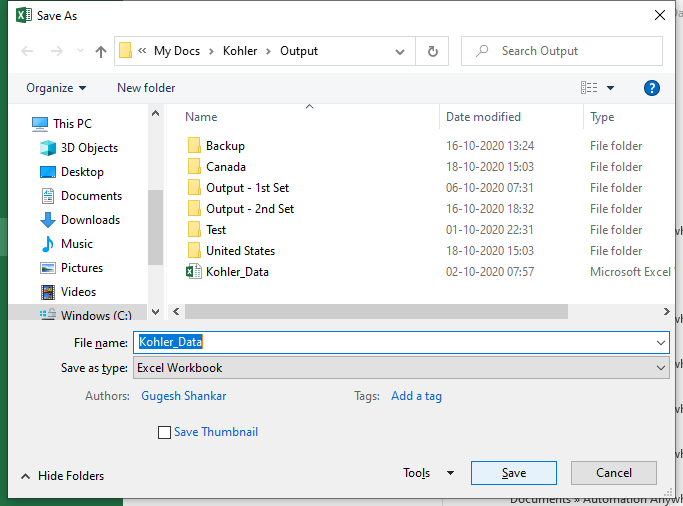 Save As
« My Docs › Kohler › Output
Search Output
Organize
New folder
Name Date modified Type
This PC
3D Objects
Desktop
Documents
Downloads
Music
Pictures
Videos
Windows (C:)
Backup 16-10-2020 13:24 File folder
Canada 18-10-2020 15:03 File folder
Output - 1st Set 06-10-2020 07:31 File folder
Output - 2nd Set 16-10-2020 18:32 File folder
Test 01-10-2020 22:31 File folder
United States 18-10-2020 15:03 File folder
Kohler_Data 02-10-2020 07:57 Microsoft Excel
File name: Kohler_Data
Save as type: Excel Workbook
Authors: Gugesh Shankar
Tags: Add a tag
Save Thumbnail
Hide Folders
Tools
Save
Cancel
Documents » Automation Anywh